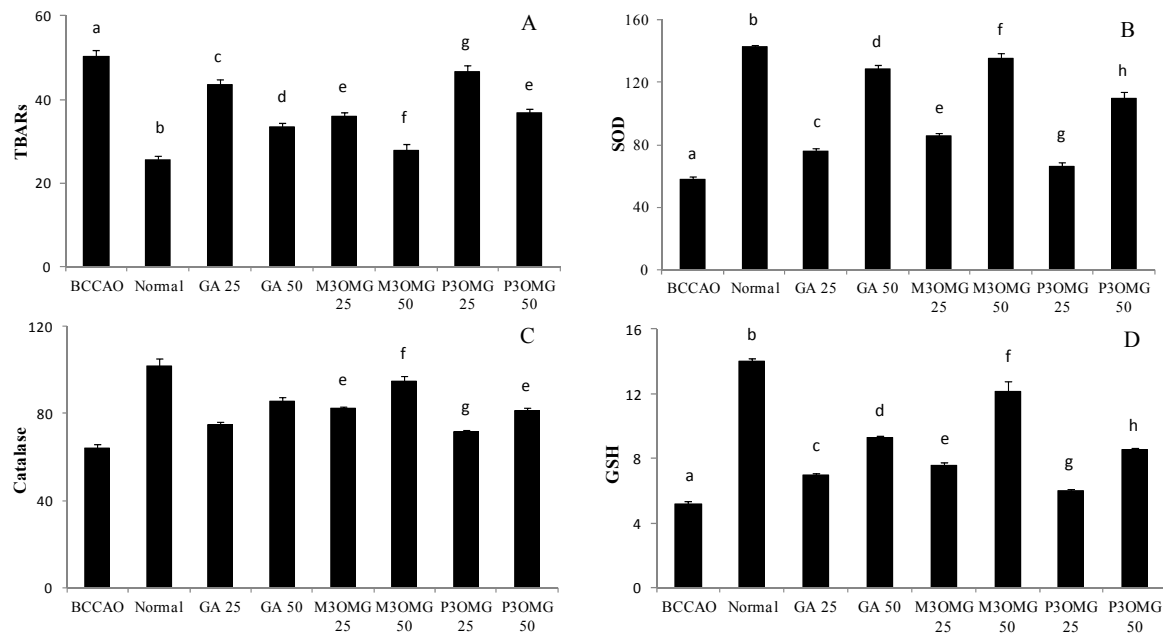 A
60
40
20
0
TBARs
a
b
c
d
e
f
g
e
BCCAO Normal GA 25 GA 50 M3OMG M3OMG P3OMG P3OMG
25 50 25 50
B
160
120
80
40
0
SOD
a
b
c
d
e
f
g
h
BCCAO Normal GA 25 GA 50 M3OMG M3OMG P3OMG P3OMG
25 50 25 50
C
120
80
40
0
Catalase
e
f
g
e
BCCAO Normal GA 25 GA 50 M3OMG M3OMG P3OMG P3OMG
25 50 25 50
D
16
12
8
4
0
GSH
a
b
c
d
e
f
g
h
BCCAO Normal GA 25 GA 50 M3OMG M3OMG P3OMG P3OMG
25 50 25 50